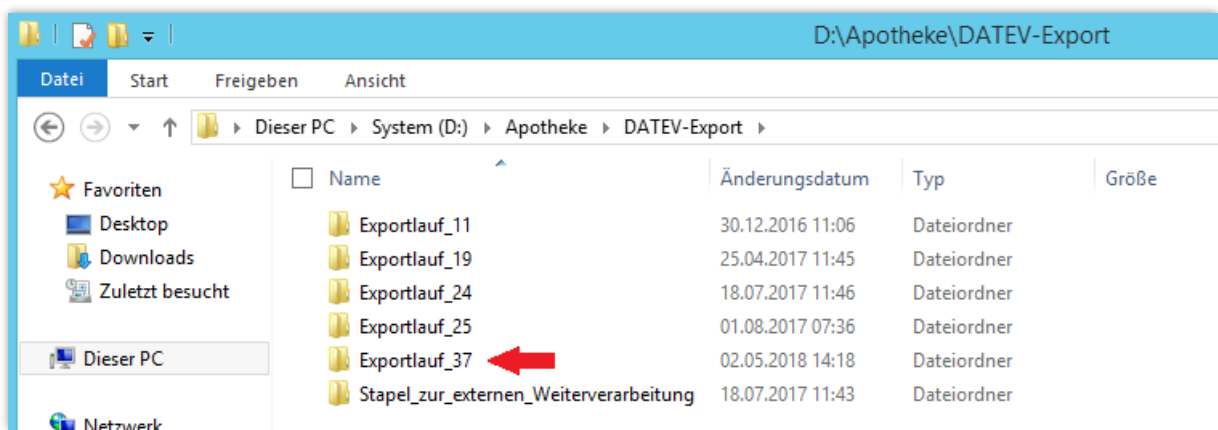 D:\Apotheke\DATEV-Export
Datei Start Freigeben Ansicht
Dieser PC System (D:) Apotheke DATEV-Export
Favoriten
Desktop
Downloads
Zuletzt besucht
Dieser PC
Netzwerk
Name Änderungsdatum Typ Größe
Exportlauf_11 30.12.2016 11:06 Dateiordner
Exportlauf_19 25.04.2017 11:45 Dateiordner
Exportlauf_24 18.07.2017 11:46 Dateiordner
Exportlauf_25 01.08.2017 07:36 Dateiordner
Exportlauf_37 02.05.2018 14:18 Dateiordner
Stapel_zur_externen_Weiterverarbeitung 18.07.2017 11:43 Dateiordner